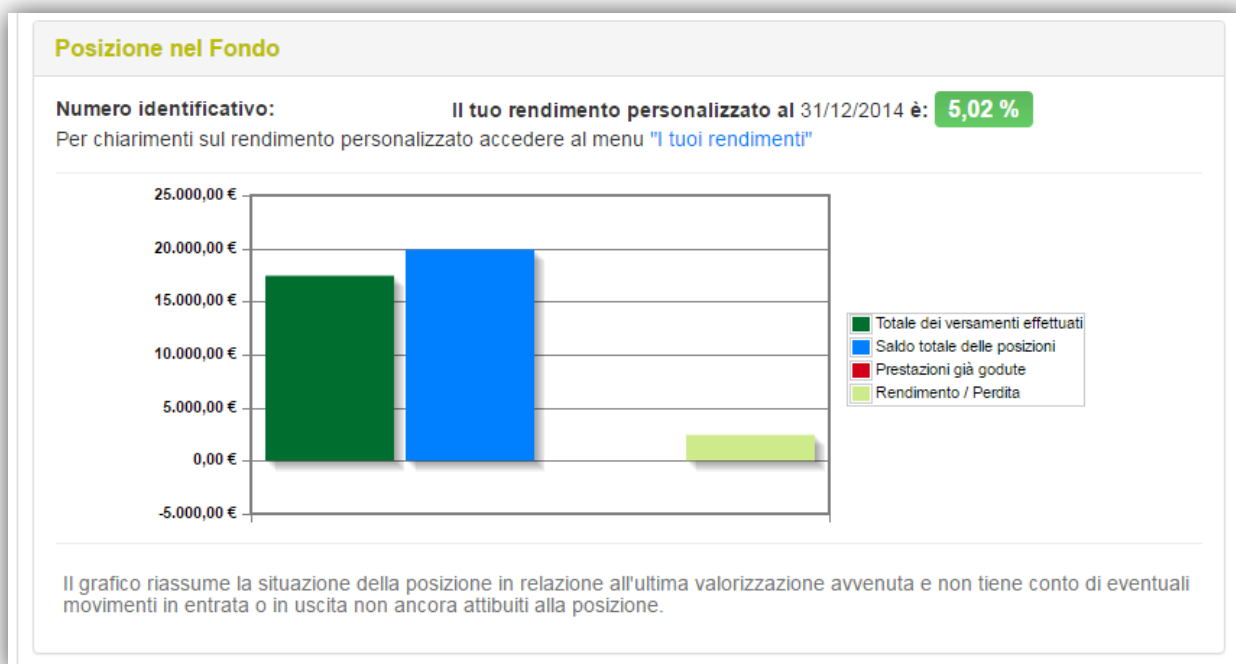 Posizione nel Fondo
Numero identificativo: Il tuo rendimento personalizzato al 31/12/2014 è: 5,02 %
Per chiarimenti sul rendimento personalizzato accedere al menu "I tuoi rendimenti"
25.000,00 €
20.000,00 €
15.000,00 €
10.000,00 €
5.000,00 €
0,00 €
-5.000,00 €
Totale dei versamenti effettuati
Saldo totale delle posizioni
Prestazioni già godute
Rendimento / Perdita
Il grafico riassume la situazione della posizione in relazione all'ultima valorizzazione avvenuta e non tiene conto di eventuali
movimenti in entrata o in uscita non ancora attibuiti alla posizione.